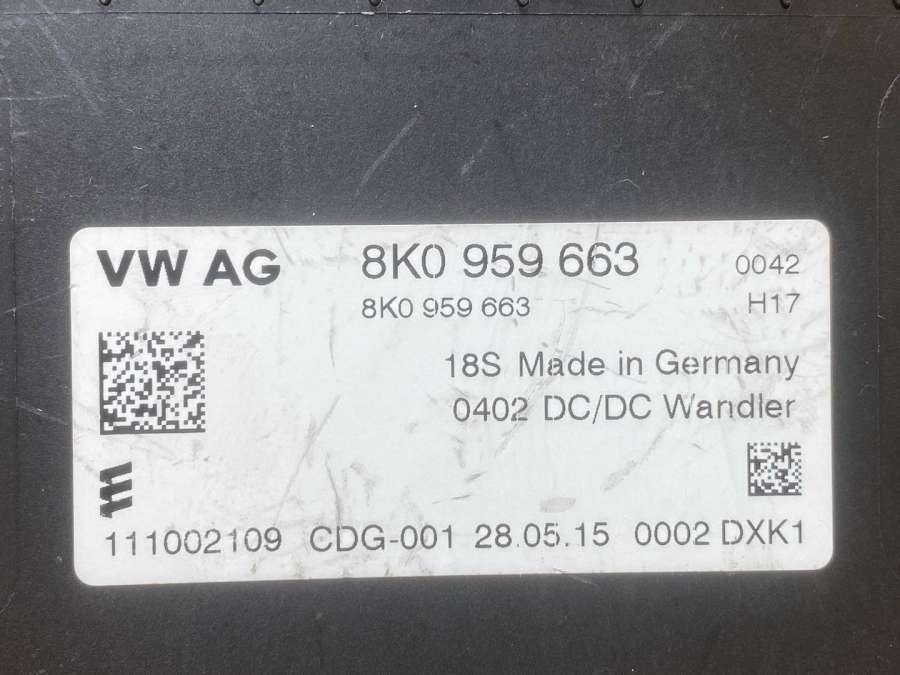 VW AG 8K0 959 663 0042
8K0 959 663 H17
18S Made in Germany
0402 DC/DC Wandler
111002109 CDG-001 28.05.15 0002 DXK1